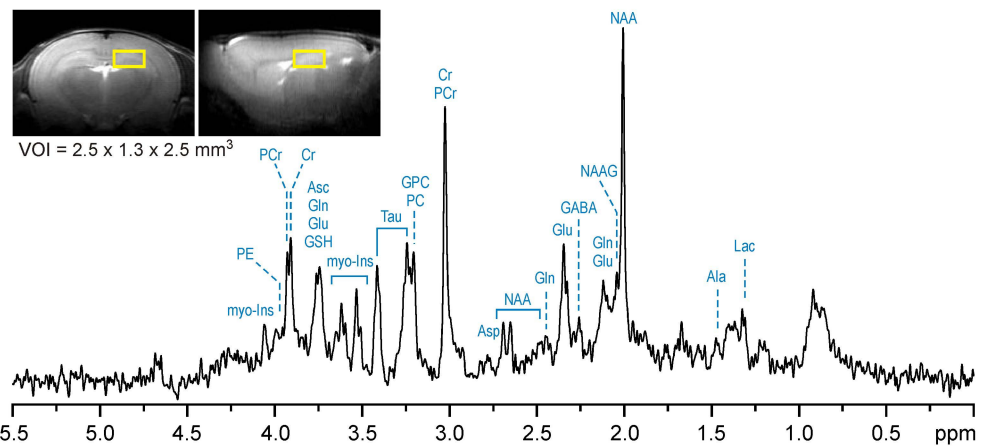 VOI = 2.5 x 1.3 x 2.5 mm³
NAA
Cr
PCr
PCr
Cr
Asc
Gln
Glu
GSH
GPC
PC
NAAG
Tau
GABA
Glu
Gln
Glu
PE
myo-Ins
Lac
Ala
Gln
myo-Ins
NAA
Asp
5.5 5.0 4.5 4.0 3.5 3.0 2.5 2.0 1.5 1.0 0.5 ppm